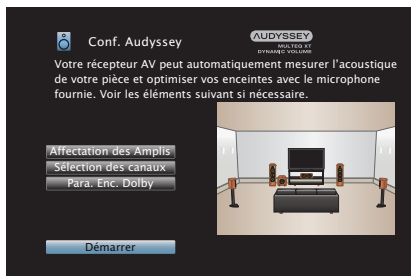 Conf. Audyssey
AUDYSSEY
MULTEQ XT
DYNAMIC VOLUME
Votre récepteur AV peut automatiquement mesurer l'acoustique
de votre pièce et optimiser vos enceintes avec le microphone
fournie. Voir les éléments suivant si nécessaire.
Affectation des Amplis
Sélection des canaux
Para. Enc. Dolby
Démarrer